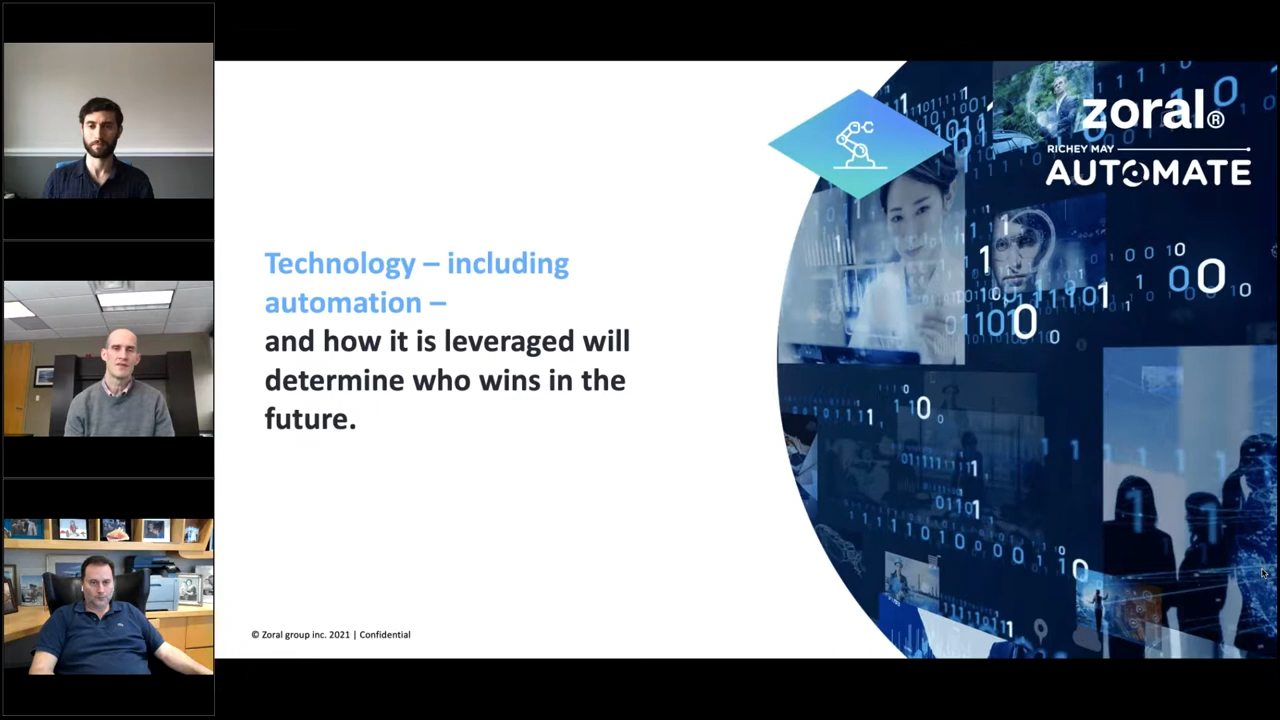 zoral®
RICHEY MAY
AUTOMATE
Technology – including
automation –
and how it is leveraged will
determine who wins in the
future.
© Zoral group inc. 2021 | Confidential